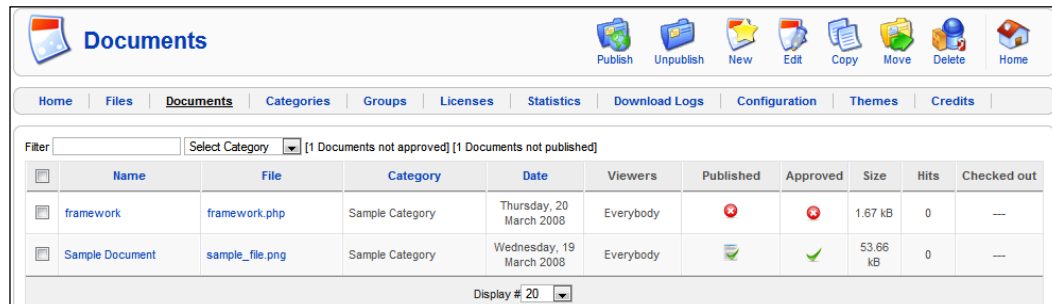 Documents
Publish Unpublish New Edit Copy Move Delete Home
Home Files Documents Categories Groups Licenses Statistics Download Logs Configuration Themes Credits
Filter Select Category [1 Documents not approved] [1 Documents not published]
Name File Category Date Viewers Published Approved Size Hits Checked out
framework framework.php Sample Category Thursday, 20 March 2008 Everybody 1.67 kB 0 ---
Sample Document sample_file.png Sample Category Wednesday, 19 March 2008 Everybody 53.66 kB 0 ---
Display # 20